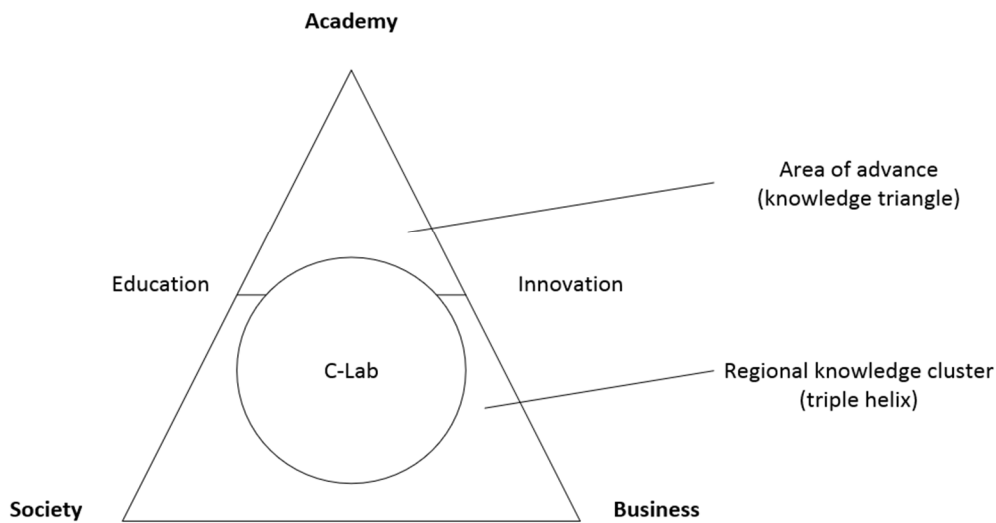 Academy
Area of advance
(knowledge triangle)
Education
Innovation
C-Lab
Regional knowledge cluster
(triple helix)
Society
Business